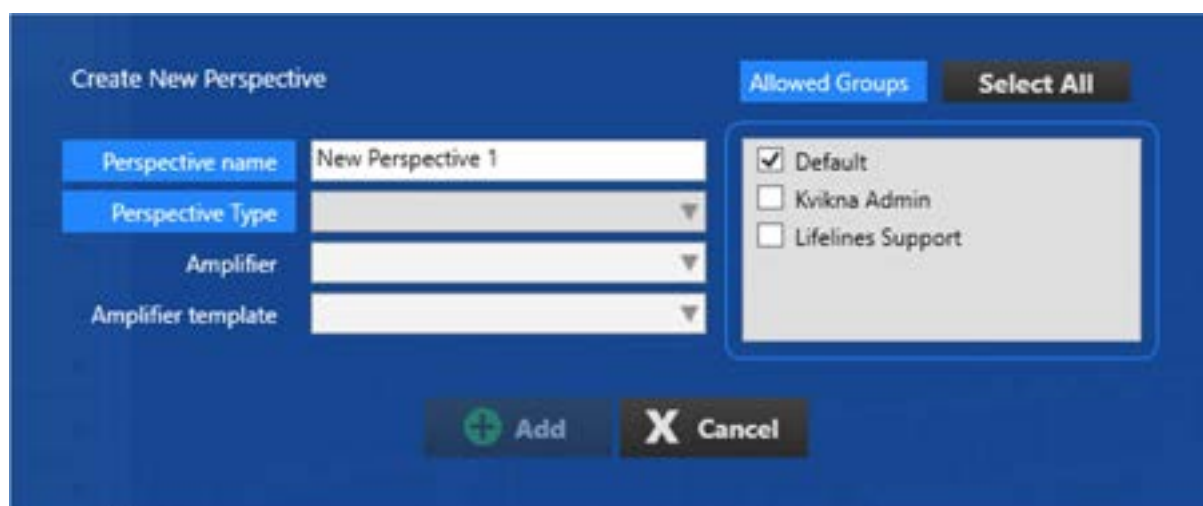 Create New Perspective
Allowed Groups
Select All
Perspective name
New Perspective 1
Perspective Type
Amplifier
Amplifier template
Default
Kvikna Admin
Lifelines Support
Add
X Cancel